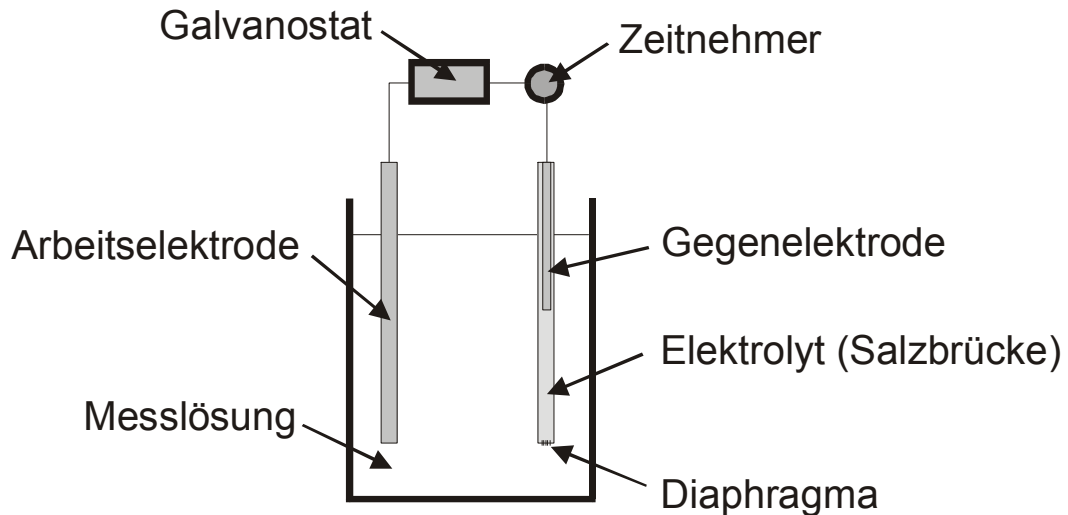 Galvanostat
Zeitnehmer
Arbeitselektrode
Gegenelektrode
Elektrolyt (Salzbrücke)
Messlösung
Diaphragma